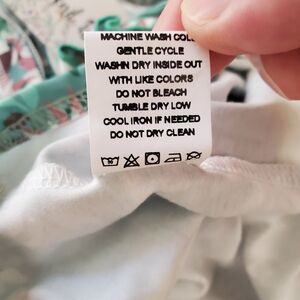 MACHINE WASH COLD
GENTLE CYCLE
WASHN DRY INSIDE OUT
WITH LIKE COLORS
DO NOT BLEACH
TUMBLE DRY LOW
COOL IRON IF NEEDED
DO NOT DRY CLEAN